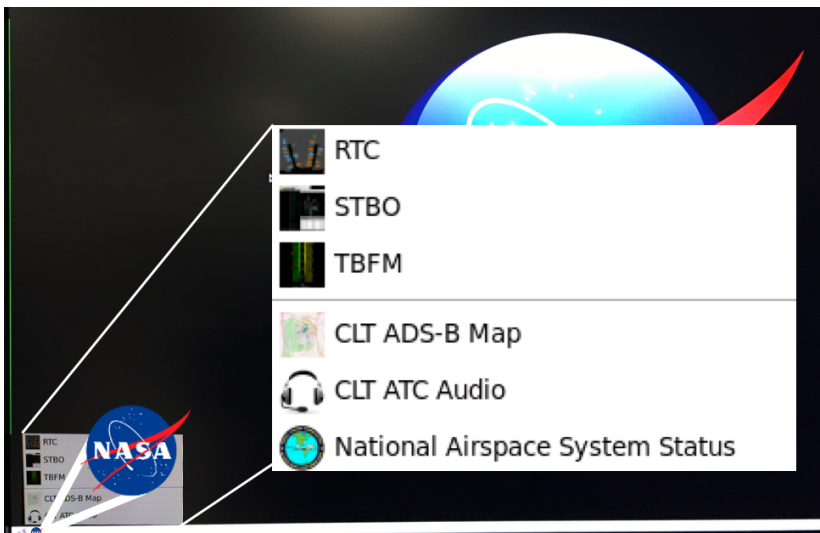 RTC
STBO
TBFM
CLT ADS-B Map
CLT ATC Audio
National Airspace System Status
RTC
STBO
TBFM
NASA
CLT ADS-B Map